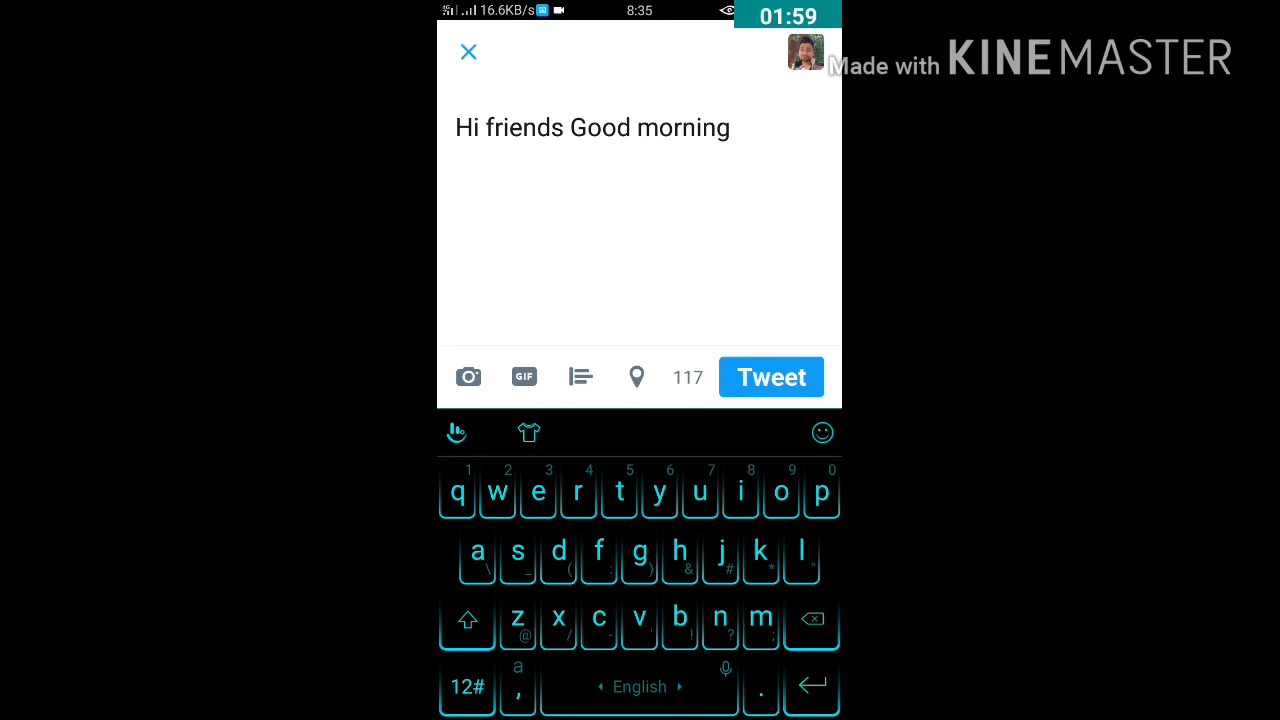 4G 16.6KB/s 8:35 01:59
Made with KINEMASTER
Hi friends Good morning
GIF 117 Tweet
1 2 3 4 5 6 7 8 9 0
q w e r t y u i o p
a s d f g h j k l
\ _ ( : ) & # * "
z x c v b n m
@ / - ' ! ? ;
a
12# , English .